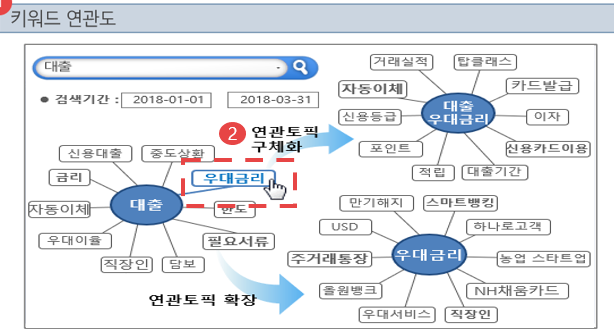 키워드 연관도
대출
검색기간 : 2018-01-01 2018-03-31
2 연관토픽
구체화
신용대출
중도상환
금리
우대금리
자동이체
대출
한도
우대이율
필요서류
직장인
담보
연관토픽 확장
거래실적
탑클래스
자동이체
카드발급
대출
우대금리
신용등급
이자
포인트
신용카드이용
적립
대출기간
만기해지
스마트뱅킹
USD
하나로고객
주거래통장
우대금리
농업 스타트업
올원뱅크
NH채움카드
우대서비스
직장인